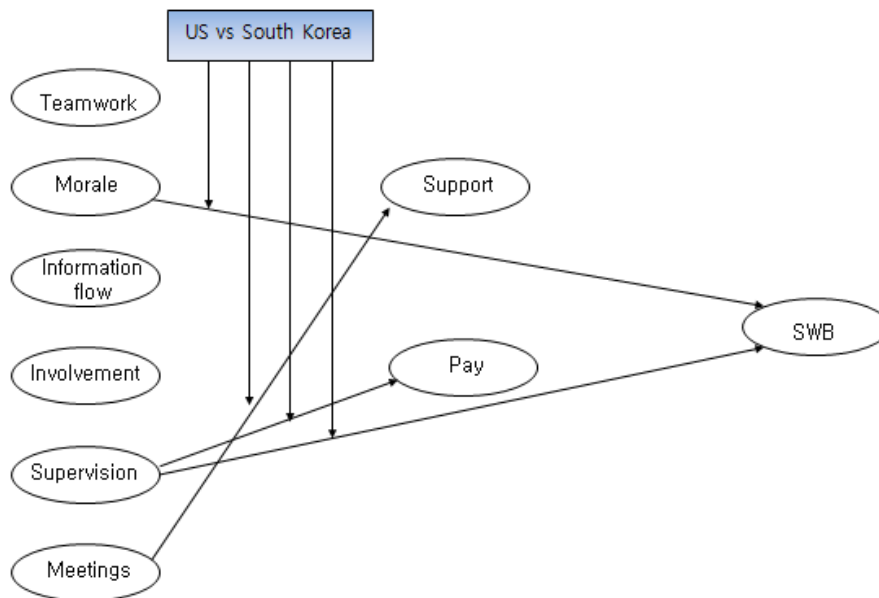 US vs South Korea
Teamwork
Morale
Support
Information
flow
SWB
Involvement
Pay
Supervision
Meetings